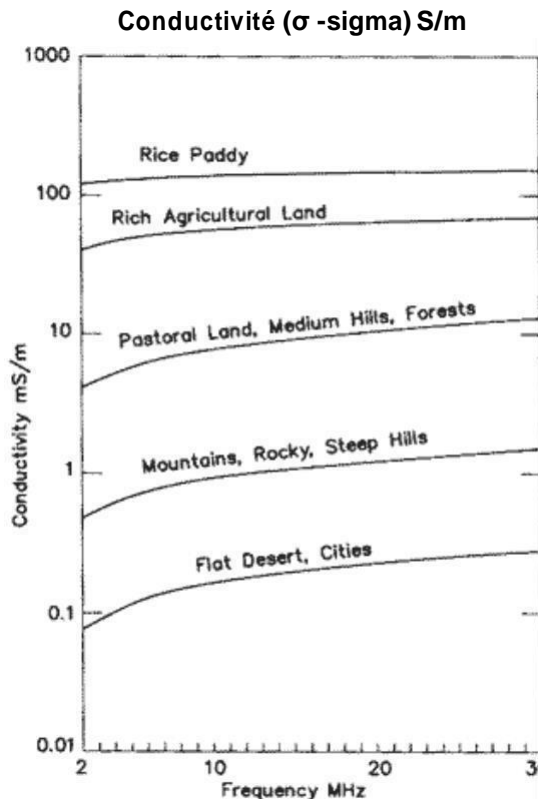 Conductivité (σ -sigma) S/m
1000
Rice Paddy
100
Rich Agricultural Land
Pastoral Land, Medium Hills, Forests
10
Mountains, Rocky, Steep Hills
1
Flat Desert, Cities
0.1
0.01
Conductivity mS/m
2 10 20 3
Frequency MHz